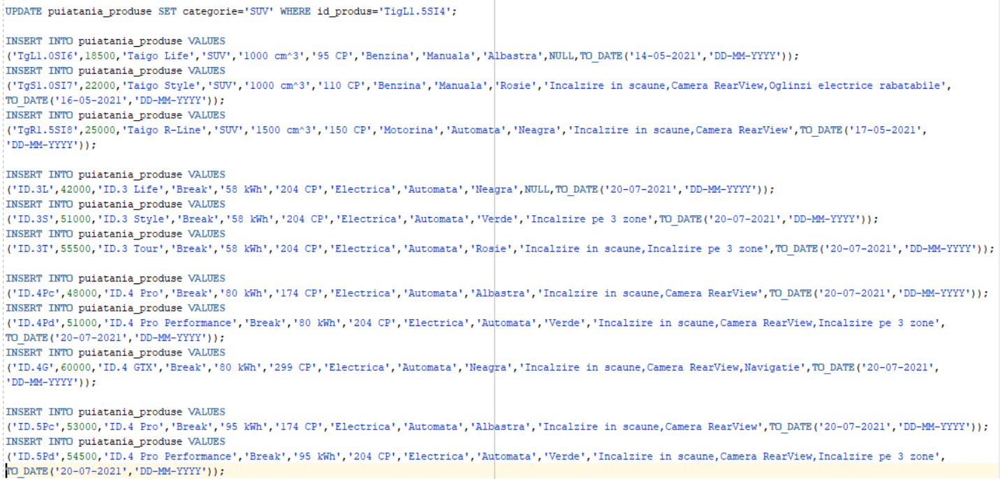 UPDATE puiatania_produse SET categorie='SUV' WHERE id_produs='TigL1.5SI4';
INSERT INTO puiatania_produse VALUES
('TgL1.0SI6',18500,'Taigo Life','SUV','1000 cm^3','95 CP','Benzina','Manuala','Albastra',NULL,TO_DATE('14-05-2021','DD-MM-YYYY'));
INSERT INTO puiatania_produse VALUES
('TgS1.0SI7',22000,'Taigo Style','SUV','1000 cm^3','110 CP','Benzina','Manuala','Rosie','Incalzire in scaune,Camera RearView,Oglinzi electrice rabatabile',
TO_DATE('16-05-2021','DD-MM-YYYY'));
INSERT INTO puiatania_produse VALUES
('TgR1.5SI8',25000,'Taigo R-Line','SUV','1500 cm^3','150 CP','Motorina','Automata','Neagra','Incalzire in scaune,Camera RearView',TO_DATE('17-05-2021',
'DD-MM-YYYY'));
INSERT INTO puiatania_produse VALUES
('ID.3L',42000,'ID.3 Life','Break','58 kWh','204 CP','Electrica','Automata','Neagra',NULL,TO_DATE('20-07-2021','DD-MM-YYYY'));
INSERT INTO puiatania_produse VALUES
('ID.3S',51000,'ID.3 Style','Break','58 kWh','204 CP','Electrica','Automata','Verde','Incalzire pe 3 zone',TO_DATE('20-07-2021','DD-MM-YYYY'));
INSERT INTO puiatania_produse VALUES
('ID.3T',55500,'ID.3 Tour','Break','58 kWh','204 CP','Electrica','Automata','Rosie','Incalzire in scaune,Incalzire pe 3 zone',TO_DATE('20-07-2021','DD-MM-YYYY'));
INSERT INTO puiatania_produse VALUES
('ID.4Pc',48000,'ID.4 Pro','Break','80 kWh','174 CP','Electrica','Automata','Albastra','Incalzire in scaune,Camera RearView',TO_DATE('20-07-2021','DD-MM-YYYY'));
INSERT INTO puiatania_produse VALUES
('ID.4Pd',51000,'ID.4 Pro Performance','Break','80 kWh','204 CP','Electrica','Automata','Verde','Incalzire in scaune,Camera RearView,Incalzire pe 3 zone',
TO_DATE('20-07-2021','DD-MM-YYYY'));
INSERT INTO puiatania_produse VALUES
('ID.4G',60000,'ID.4 GTX','Break','80 kWh','299 CP','Electrica','Automata','Neagra','Incalzire in scaune,Camera RearView,Navigatie',TO_DATE('20-07-2021',
'DD-MM-YYYY'));
INSERT INTO puiatania_produse VALUES
('ID.5Pc',53000,'ID.4 Pro','Break','95 kWh','174 CP','Electrica','Automata','Albastra','Incalzire in scaune,Camera RearView',TO_DATE('20-07-2021','DD-MM-YYYY'));
INSERT INTO puiatania_produse VALUES
('ID.5Pd',54500,'ID.4 Pro Performance','Break','95 kWh','204 CP','Electrica','Automata','Verde','Incalzire in scaune,Camera RearView,Incalzire pe 3 zone',
TO_DATE('20-07-2021','DD-MM-YYYY'));